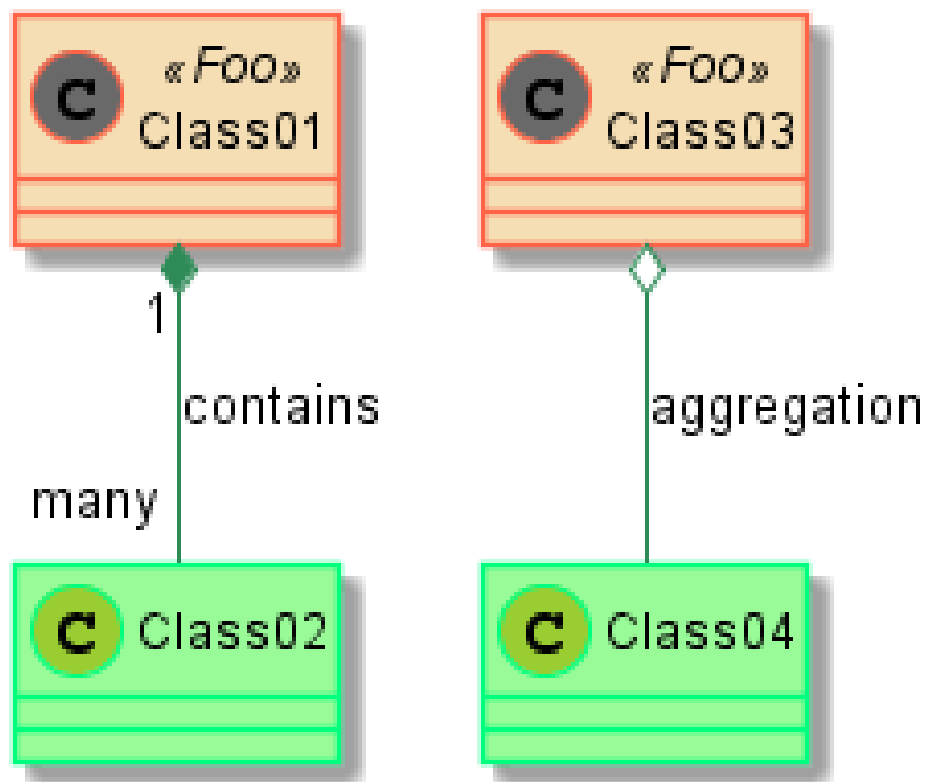 C «Foo» Class01
C «Foo» Class03
1
contains
aggregation
many
C Class02
C Class04